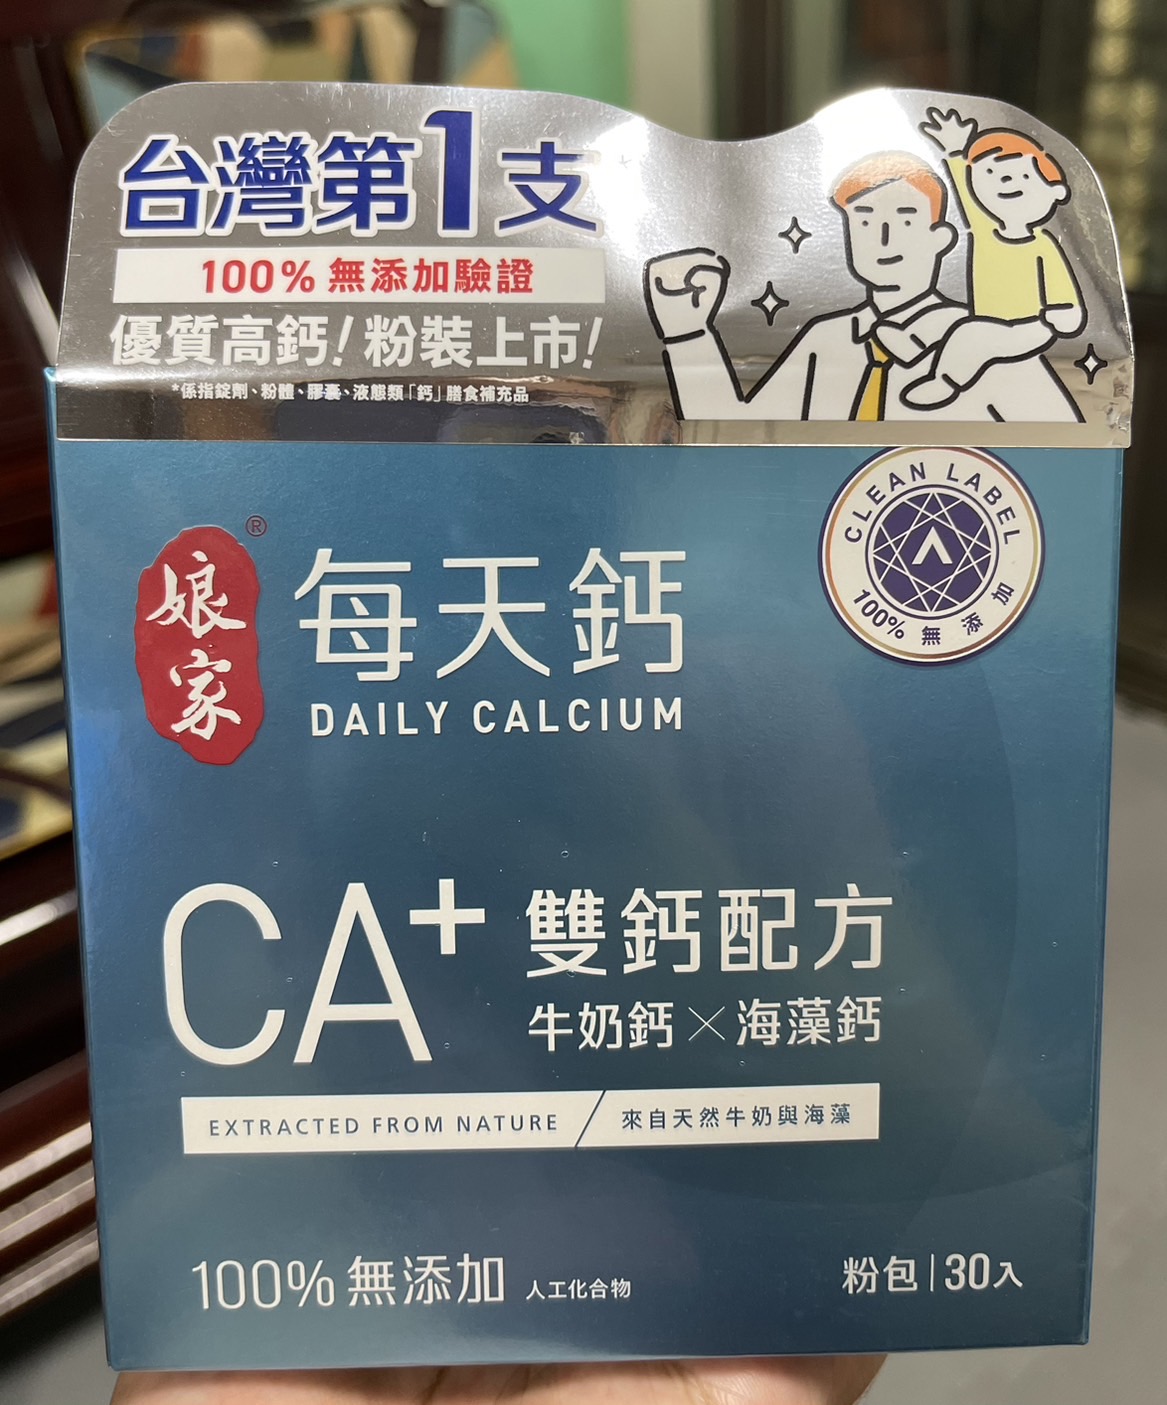 台灣第1支*
100%無添加驗證
優質高鈣!粉裝上市!
*係指錠劑、粉體、膠囊、液態類「鈣」膳食補充品
CLEAN LABEL
100% 無添加
娘家®
每天鈣
DAILY CALCIUM
CA+
雙鈣配方
牛奶鈣×海藻鈣
EXTRACTED FROM NATURE / 來自天然牛奶與海藻
100%無添加 人工化合物
粉包|30入